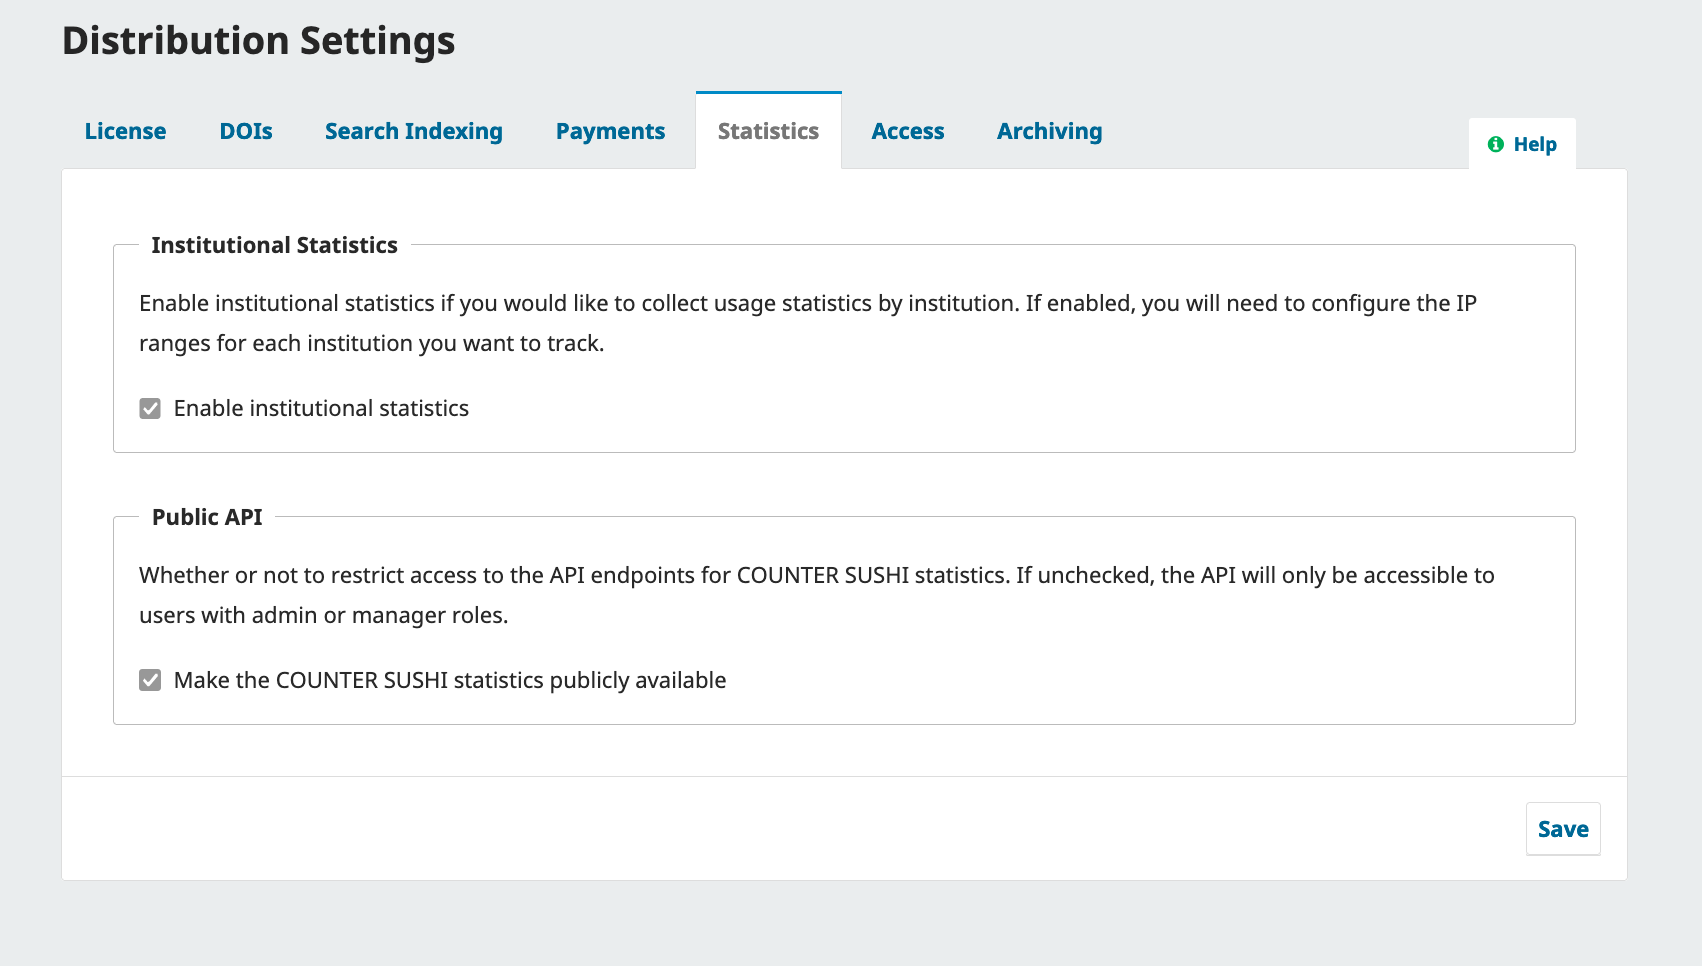 Distribution Settings
License DOIs Search Indexing Payments Statistics Access Archiving
Help
Institutional Statistics
Enable institutional statistics if you would like to collect usage statistics by institution. If enabled, you will need to configure the IP
ranges for each institution you want to track.
Enable institutional statistics
Public API
Whether or not to restrict access to the API endpoints for COUNTER SUSHI statistics. If unchecked, the API will only be accessible to
users with admin or manager roles.
Make the COUNTER SUSHI statistics publicly available
Save